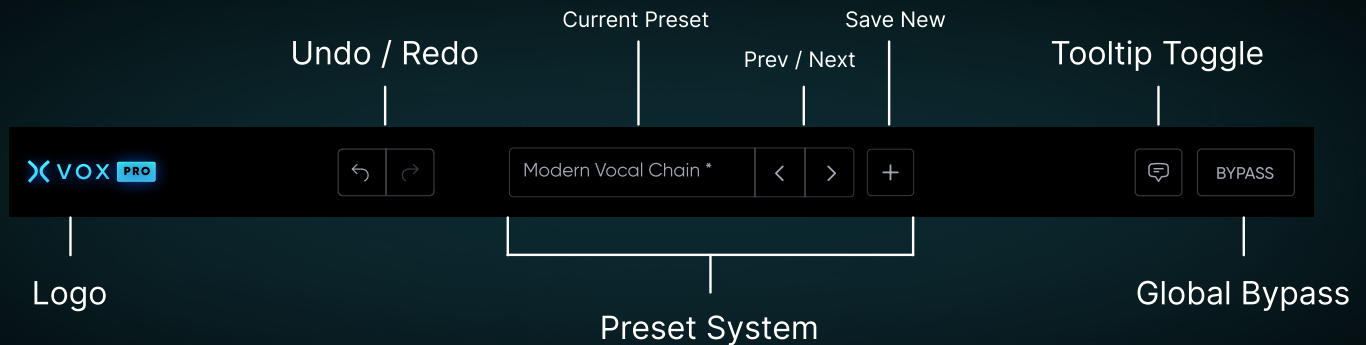 Current Preset
Save New
Undo / Redo
Prev / Next
Tooltip Toggle
VOX PRO
Modern Vocal Chain *
BYPASS
Logo
Global Bypass
Preset System